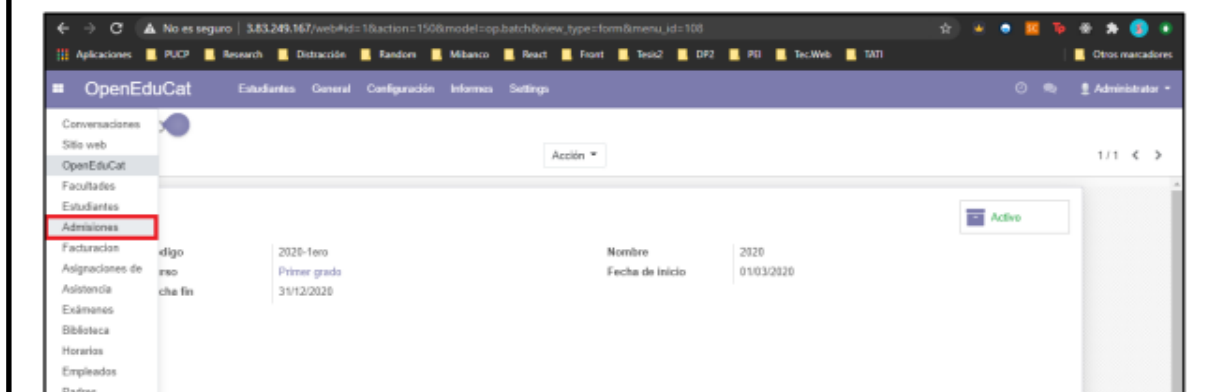 No es seguro | 3.83.249.167/web#id=1&action=150&model=op.batch&view_type=form&menu_id=108
Aplicaciones PUCP Research Distracción Random Mibanco React Front Tesis2 DP2 PEI Tec.Web TATI Otros marcadores
OpenEduCat Estudiantes General Configuración Informes Settings Administrator
Conversaciones
Sitio web
Acción 1 / 1
OpenEduCat
Facultades
Estudiantes
Activo
Admisiones
Facturacion
ódigo 2020-1ero Nombre 2020
Asignaciones de
urso Primer grado Fecha de inicio 01/03/2020
Asistencia
cha fin 31/12/2020
Exámenes
Biblioteca
Horarios
Empleados
Padres